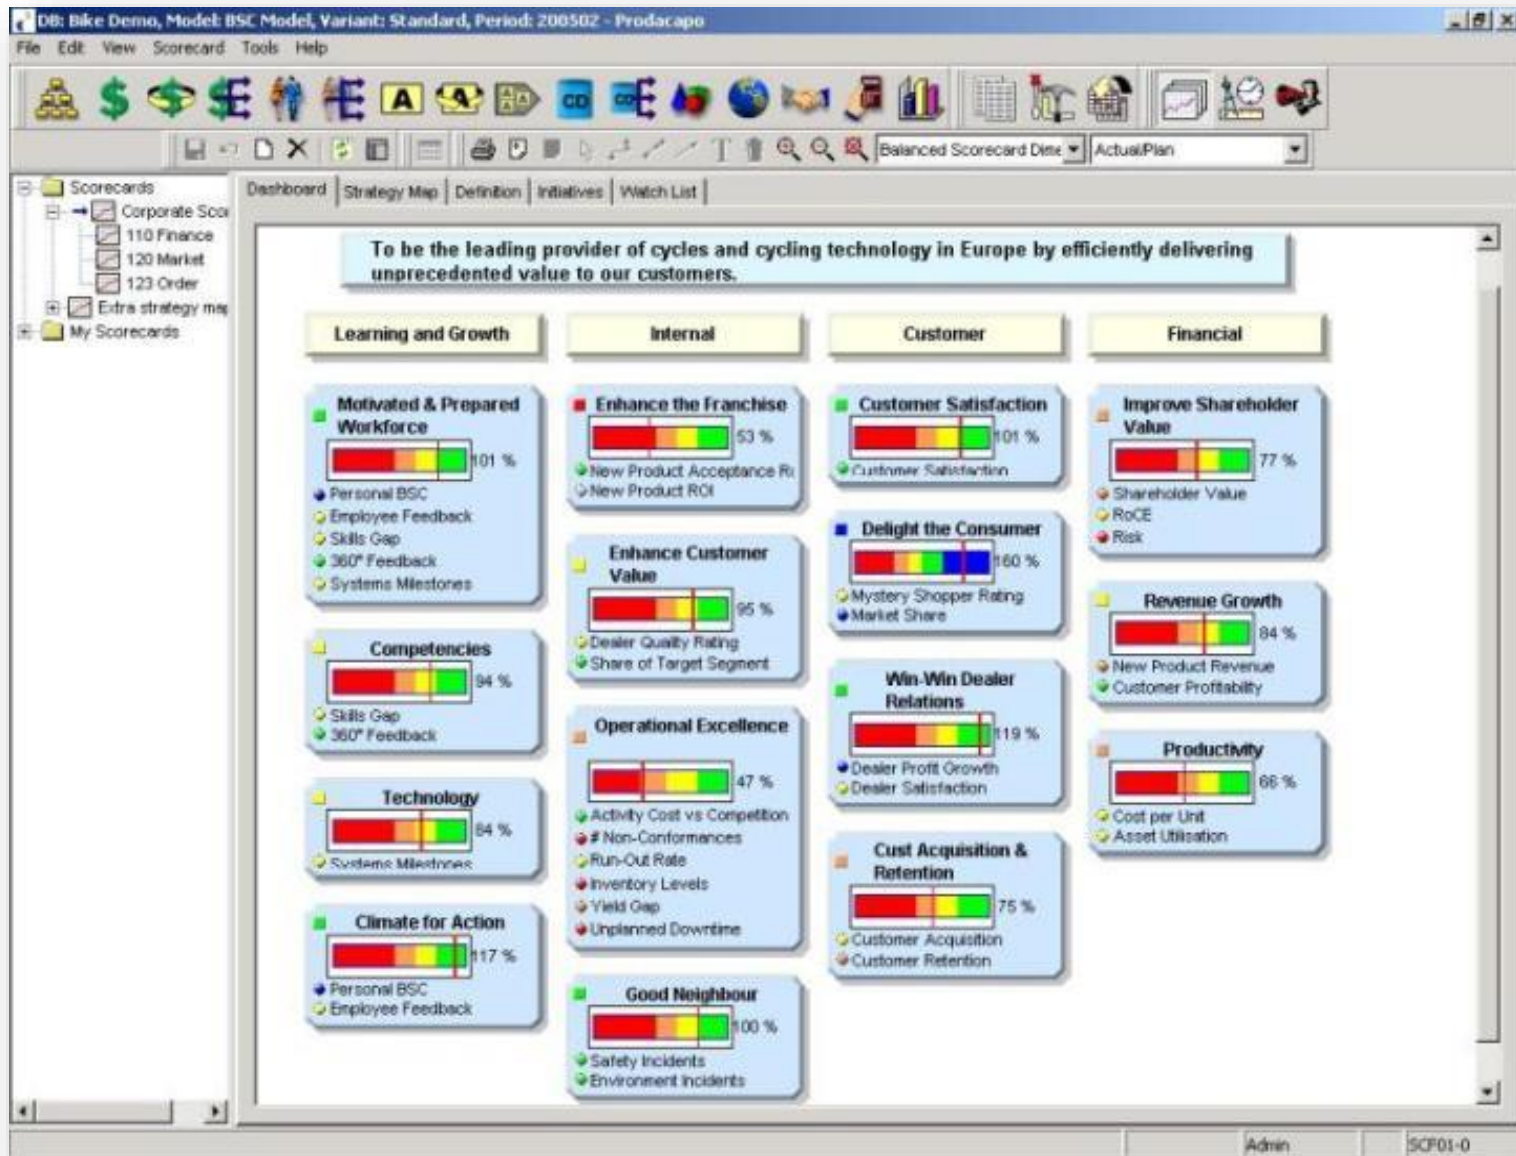 DB: Bike Demo, Model: BSC Model, Variant: Standard, Period: 200502 - Prodacapo
File Edit View Scorecard Tools Help
A A A A A CD CD
Balanced Scorecard Dime Actual/Plan
Scorecards
Corporate Scor
110 Finance
120 Market
123 Order
Extra strategy map
My Scorecards
Dashboard Strategy Map Definition Initiatives Watch List
To be the leading provider of cycles and cycling technology in Europe by efficiently delivering
unprecedented value to our customers.
Learning and Growth
Motivated & Prepared
Workforce
101 %
Personal BSC
Employee Feedback
Skills Gap
360° Feedback
Systems Milestones
Competencies
94 %
Skills Gap
360° Feedback
Technology
84 %
Systems Milestones
Climate for Action
117 %
Personal BSC
Employee Feedback
Internal
Enhance the Franchise
53 %
New Product Acceptance Ra
New Product ROI
Enhance Customer
Value
95 %
Dealer Quality Rating
Share of Target Segment
Operational Excellence
47 %
Activity Cost vs Competition
# Non-Conformances
Run-Out Rate
Inventory Levels
Yield Gap
Unplanned Downtime
Good Neighbour
100 %
Safety Incidents
Environment Incidents
Customer
Customer Satisfaction
101 %
Customer Satisfaction
Delight the Consumer
160 %
Mystery Shopper Rating
Market Share
Win-Win Dealer
Relations
119 %
Dealer Profit Growth
Dealer Satisfaction
Cust Acquisition &
Retention
75 %
Customer Acquisition
Customer Retention
Financial
Improve Shareholder
Value
77 %
Shareholder Value
RoCE
Risk
Revenue Growth
84 %
New Product Revenue
Customer Profitability
Productivity
66 %
Cost per Unit
Asset Utilisation
Admin SCF01-0